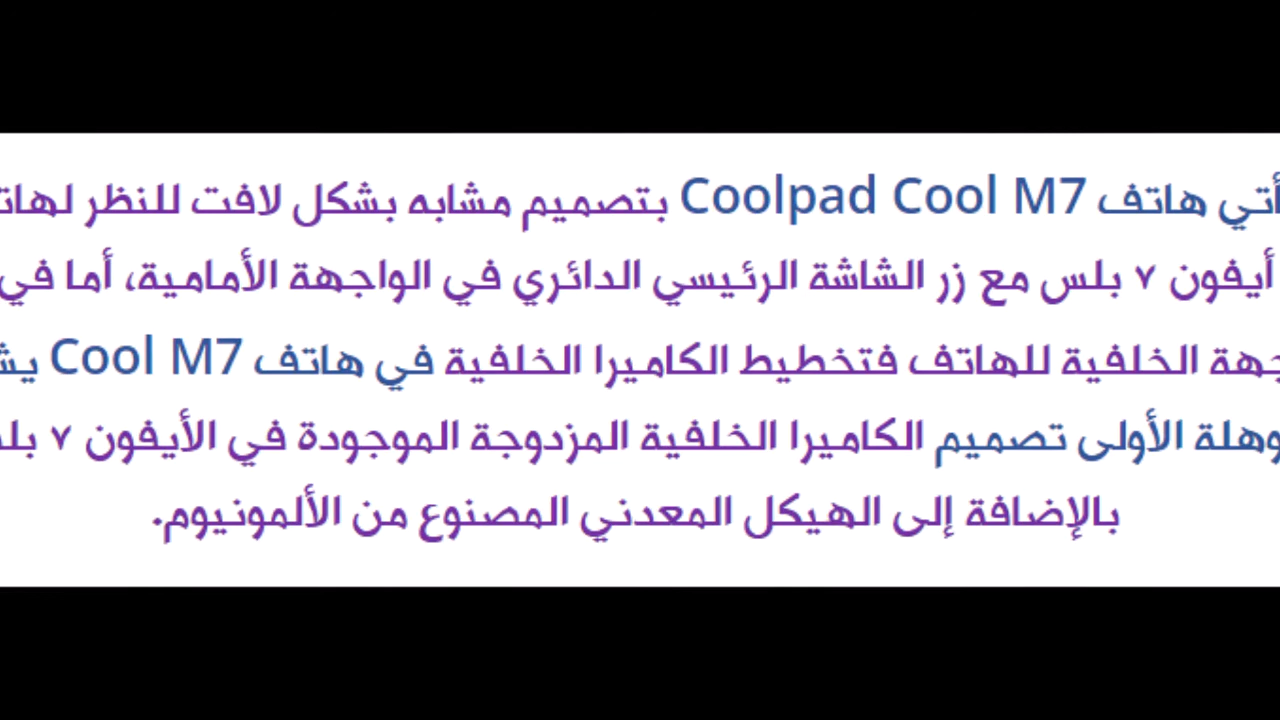 أتي هاتف Coolpad Cool M7 بتصميم مشابه بشكل لافت للنظر لهات
أيفون ٧ بلس مع زر الشاشة الرئيسي الدائري في الواجهة الأمامية، أما في
جهة الخلفية للهاتف فتخطيط الكاميرا الخلفية في هاتف Cool M7 يش
وهلة الأولى تصميم الكاميرا الخلفية المزدوجة الموجودة في الأيفون ٧ بلـ
بالإضافة إلى الهيكل المعدني المصنوع من الألمونيوم.